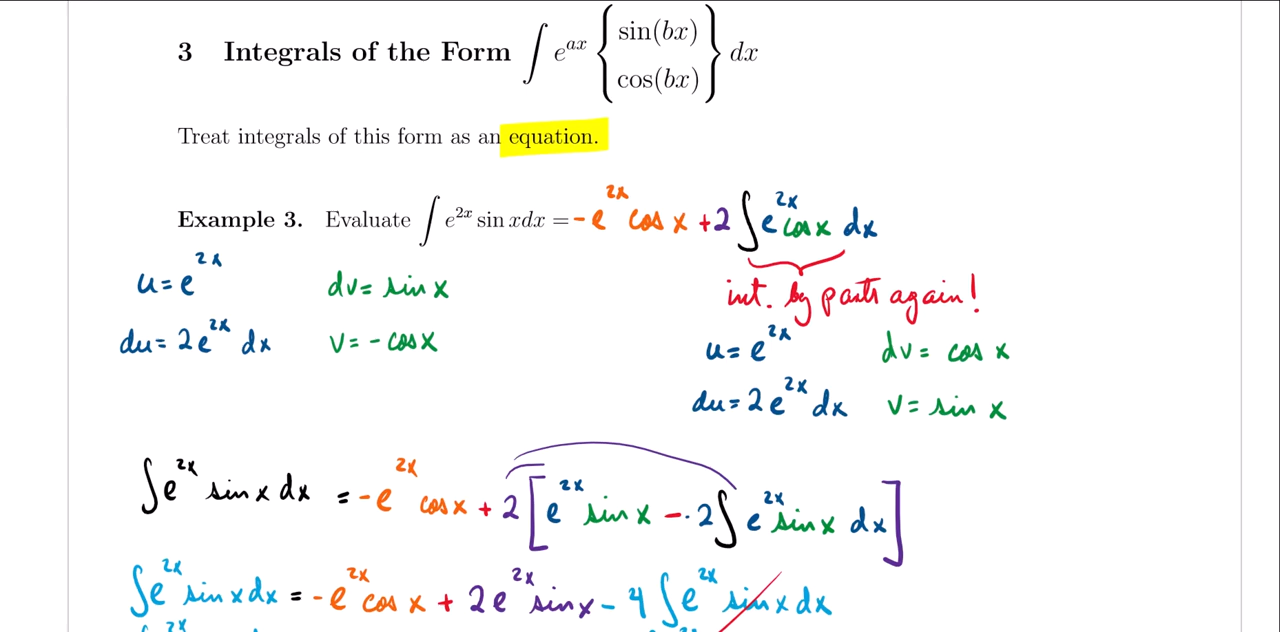 3 Integrals of the Form ∫ e^{ax} { sin(bx) cos(bx) } dx
Treat integrals of this form as an equation.
Example 3. Evaluate ∫ e^{2x} sin xdx = -e^{2x} cos x +2 ∫ e^{2x} cos x dx
int. by parts again!
u= e^{2x} dv= sin x
du= 2e^{2x} dx v= - cos x
u= e^{2x} dv= cos x
du= 2e^{2x} dx v= sin x
∫e^{2x} sin x dx = -e^{2x} cos x + 2 [e^{2x} sin x -· 2∫ e^{2x} sin x dx]
∫e^{2x} sin x dx = -e^{2x} cos x + 2e^{2x} sin x - 4 ∫e^{2x} sin x dx